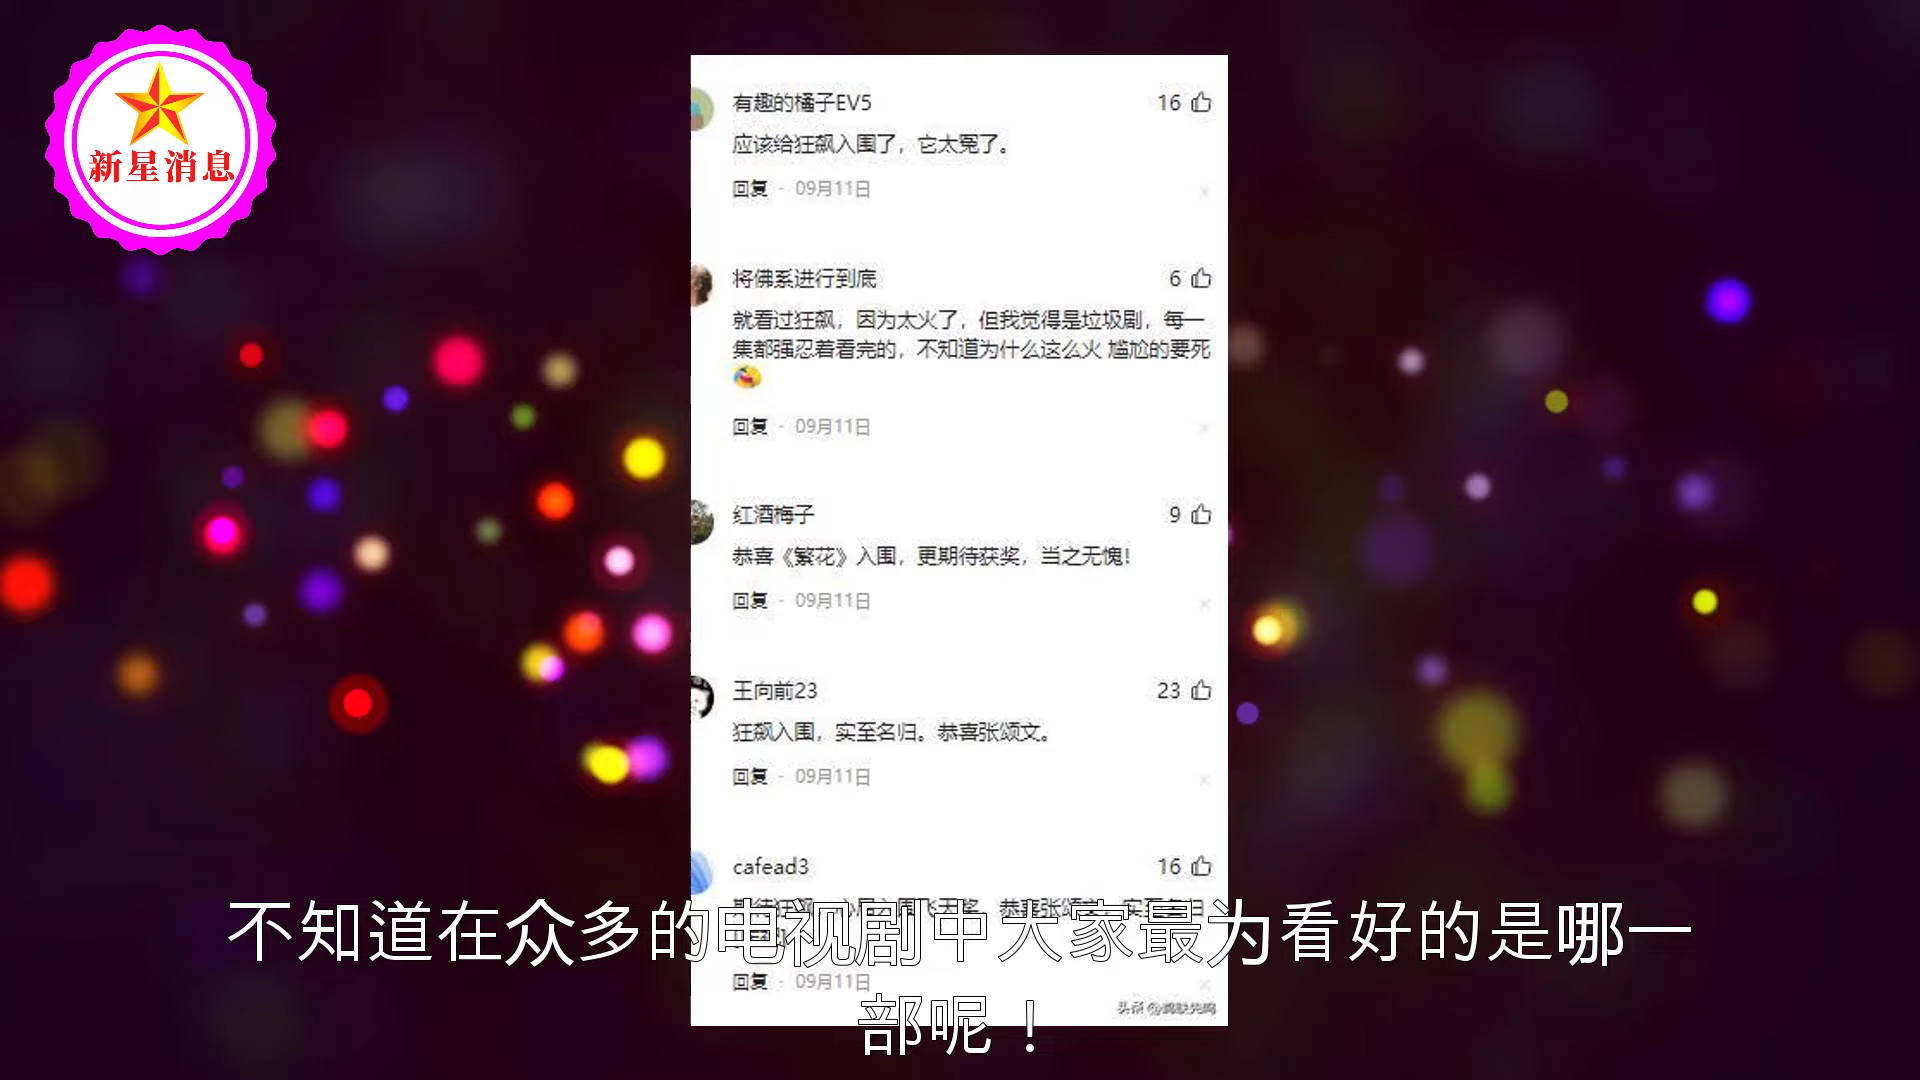 新星消息
有趣的橘子EV5 16
应该给狂飙入围了，它太冤了。
回复 - 09月11日
将佛系进行到底 6
就看过狂飙，因为太火了，但我觉得是垃圾剧，每一
集都强忍着看完的，不知道为什么这么火 尴尬的要死
回复 - 09月11日
红酒梅子 9
恭喜《繁花》入围，更期待获奖，当之无愧！
回复 - 09月11日
王向前23 23
狂飙入围，实至名归。恭喜张颂文。
回复 - 09月11日
cafead3 16
恭喜张颂文，实至名归
回复 - 09月11日
不知道在众多的电视剧中大家最为看好的是哪一
部呢！